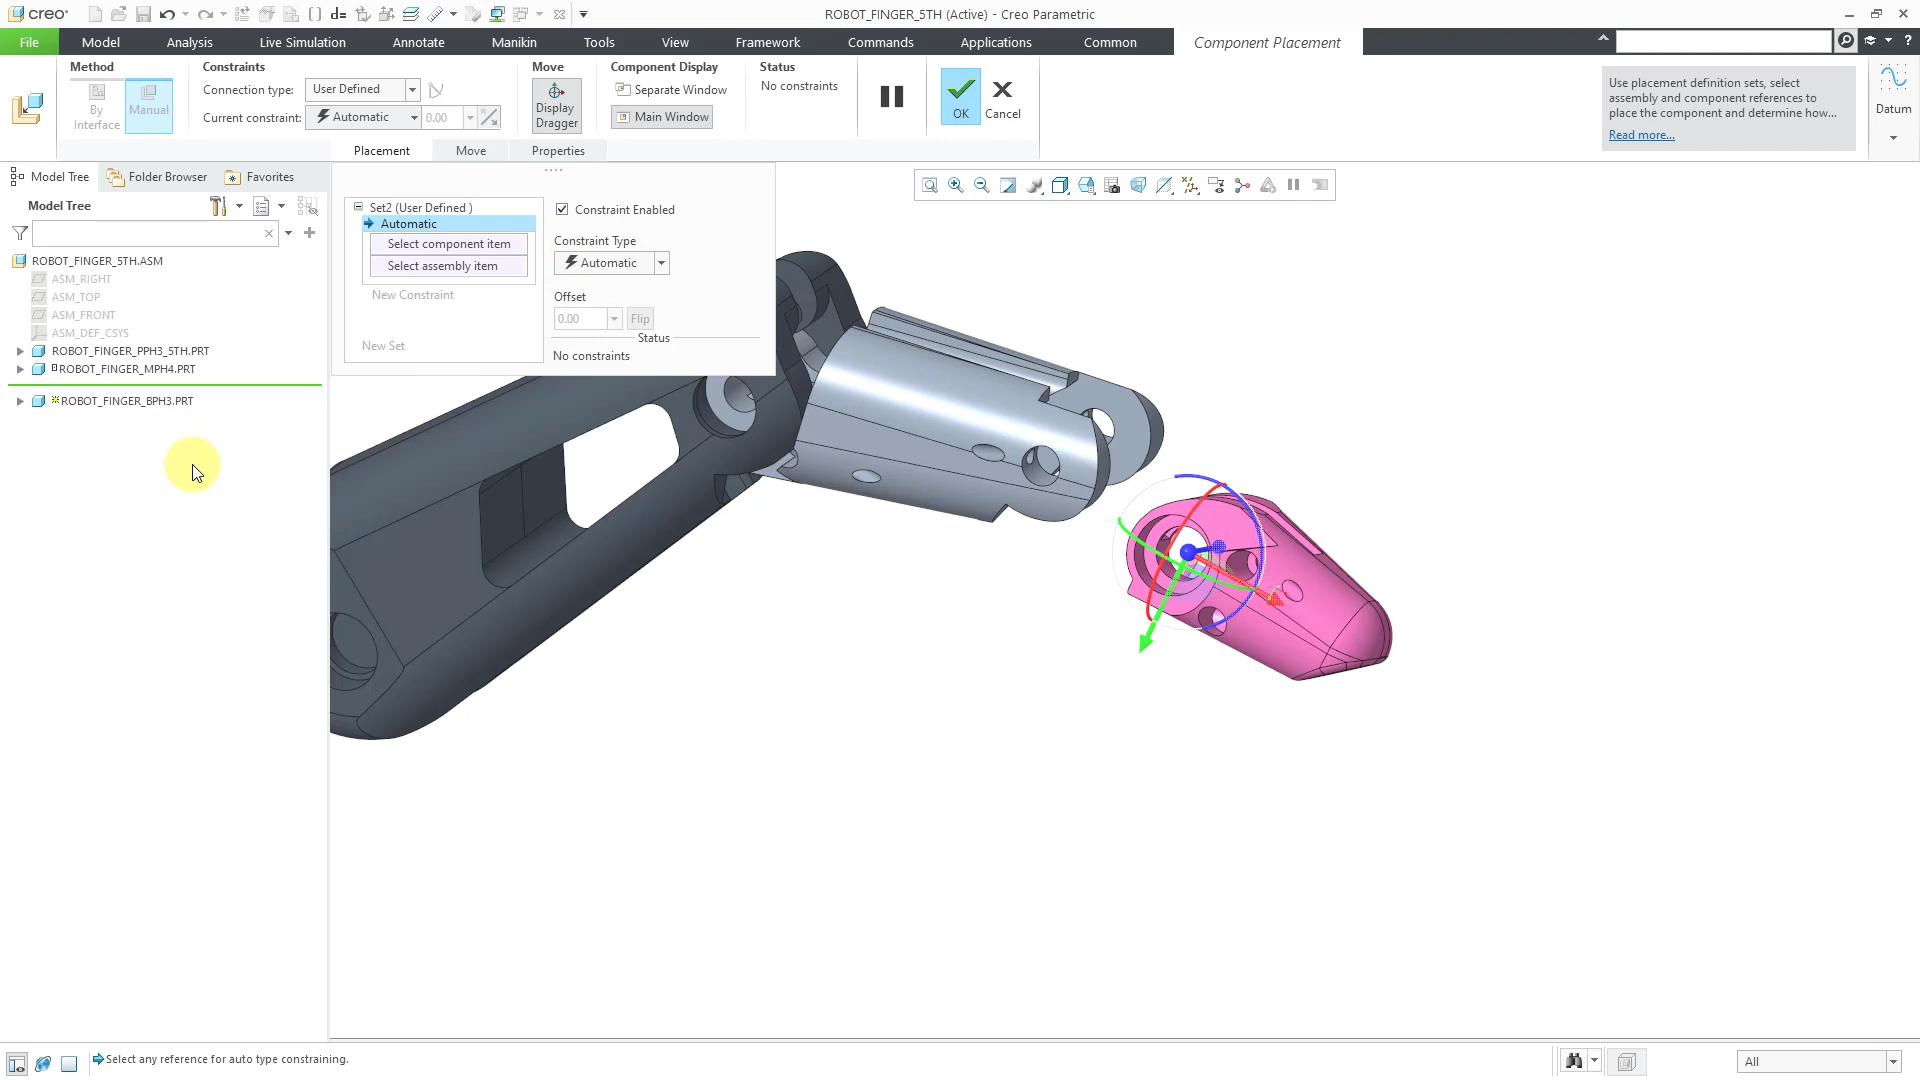 creo
d=
ROBOT_FINGER_5TH (Active) - Creo Parametric
File
Model
Analysis
Live Simulation
Annotate
Manikin
Tools
View
Framework
Commands
Applications
Common
Component Placement
?
Method
By Interface
Manual
Constraints
Connection type:
User Defined
Current constraint:
Automatic
0.00
Move
Display Dragger
Component Display
Separate Window
Main Window
Status
No constraints
OK
Cancel
Use placement definition sets, select
assembly and component references to
place the component and determine how...
Read more...
Datum
Placement
Move
Properties
Model Tree
Folder Browser
Favorites
Model Tree
ROBOT_FINGER_5TH.ASM
ASM_RIGHT
ASM_TOP
ASM_FRONT
ASM_DEF_CSYS
ROBOT_FINGER_PPH3_5TH.PRT
ROBOT_FINGER_MPH4.PRT
ROBOT_FINGER_BPH3.PRT
Set2 (User Defined )
Automatic
Select component item
Select assembly item
New Constraint
New Set
Constraint Enabled
Constraint Type
Automatic
Offset
0.00
Flip
Status
No constraints
Select any reference for auto type constraining.
All